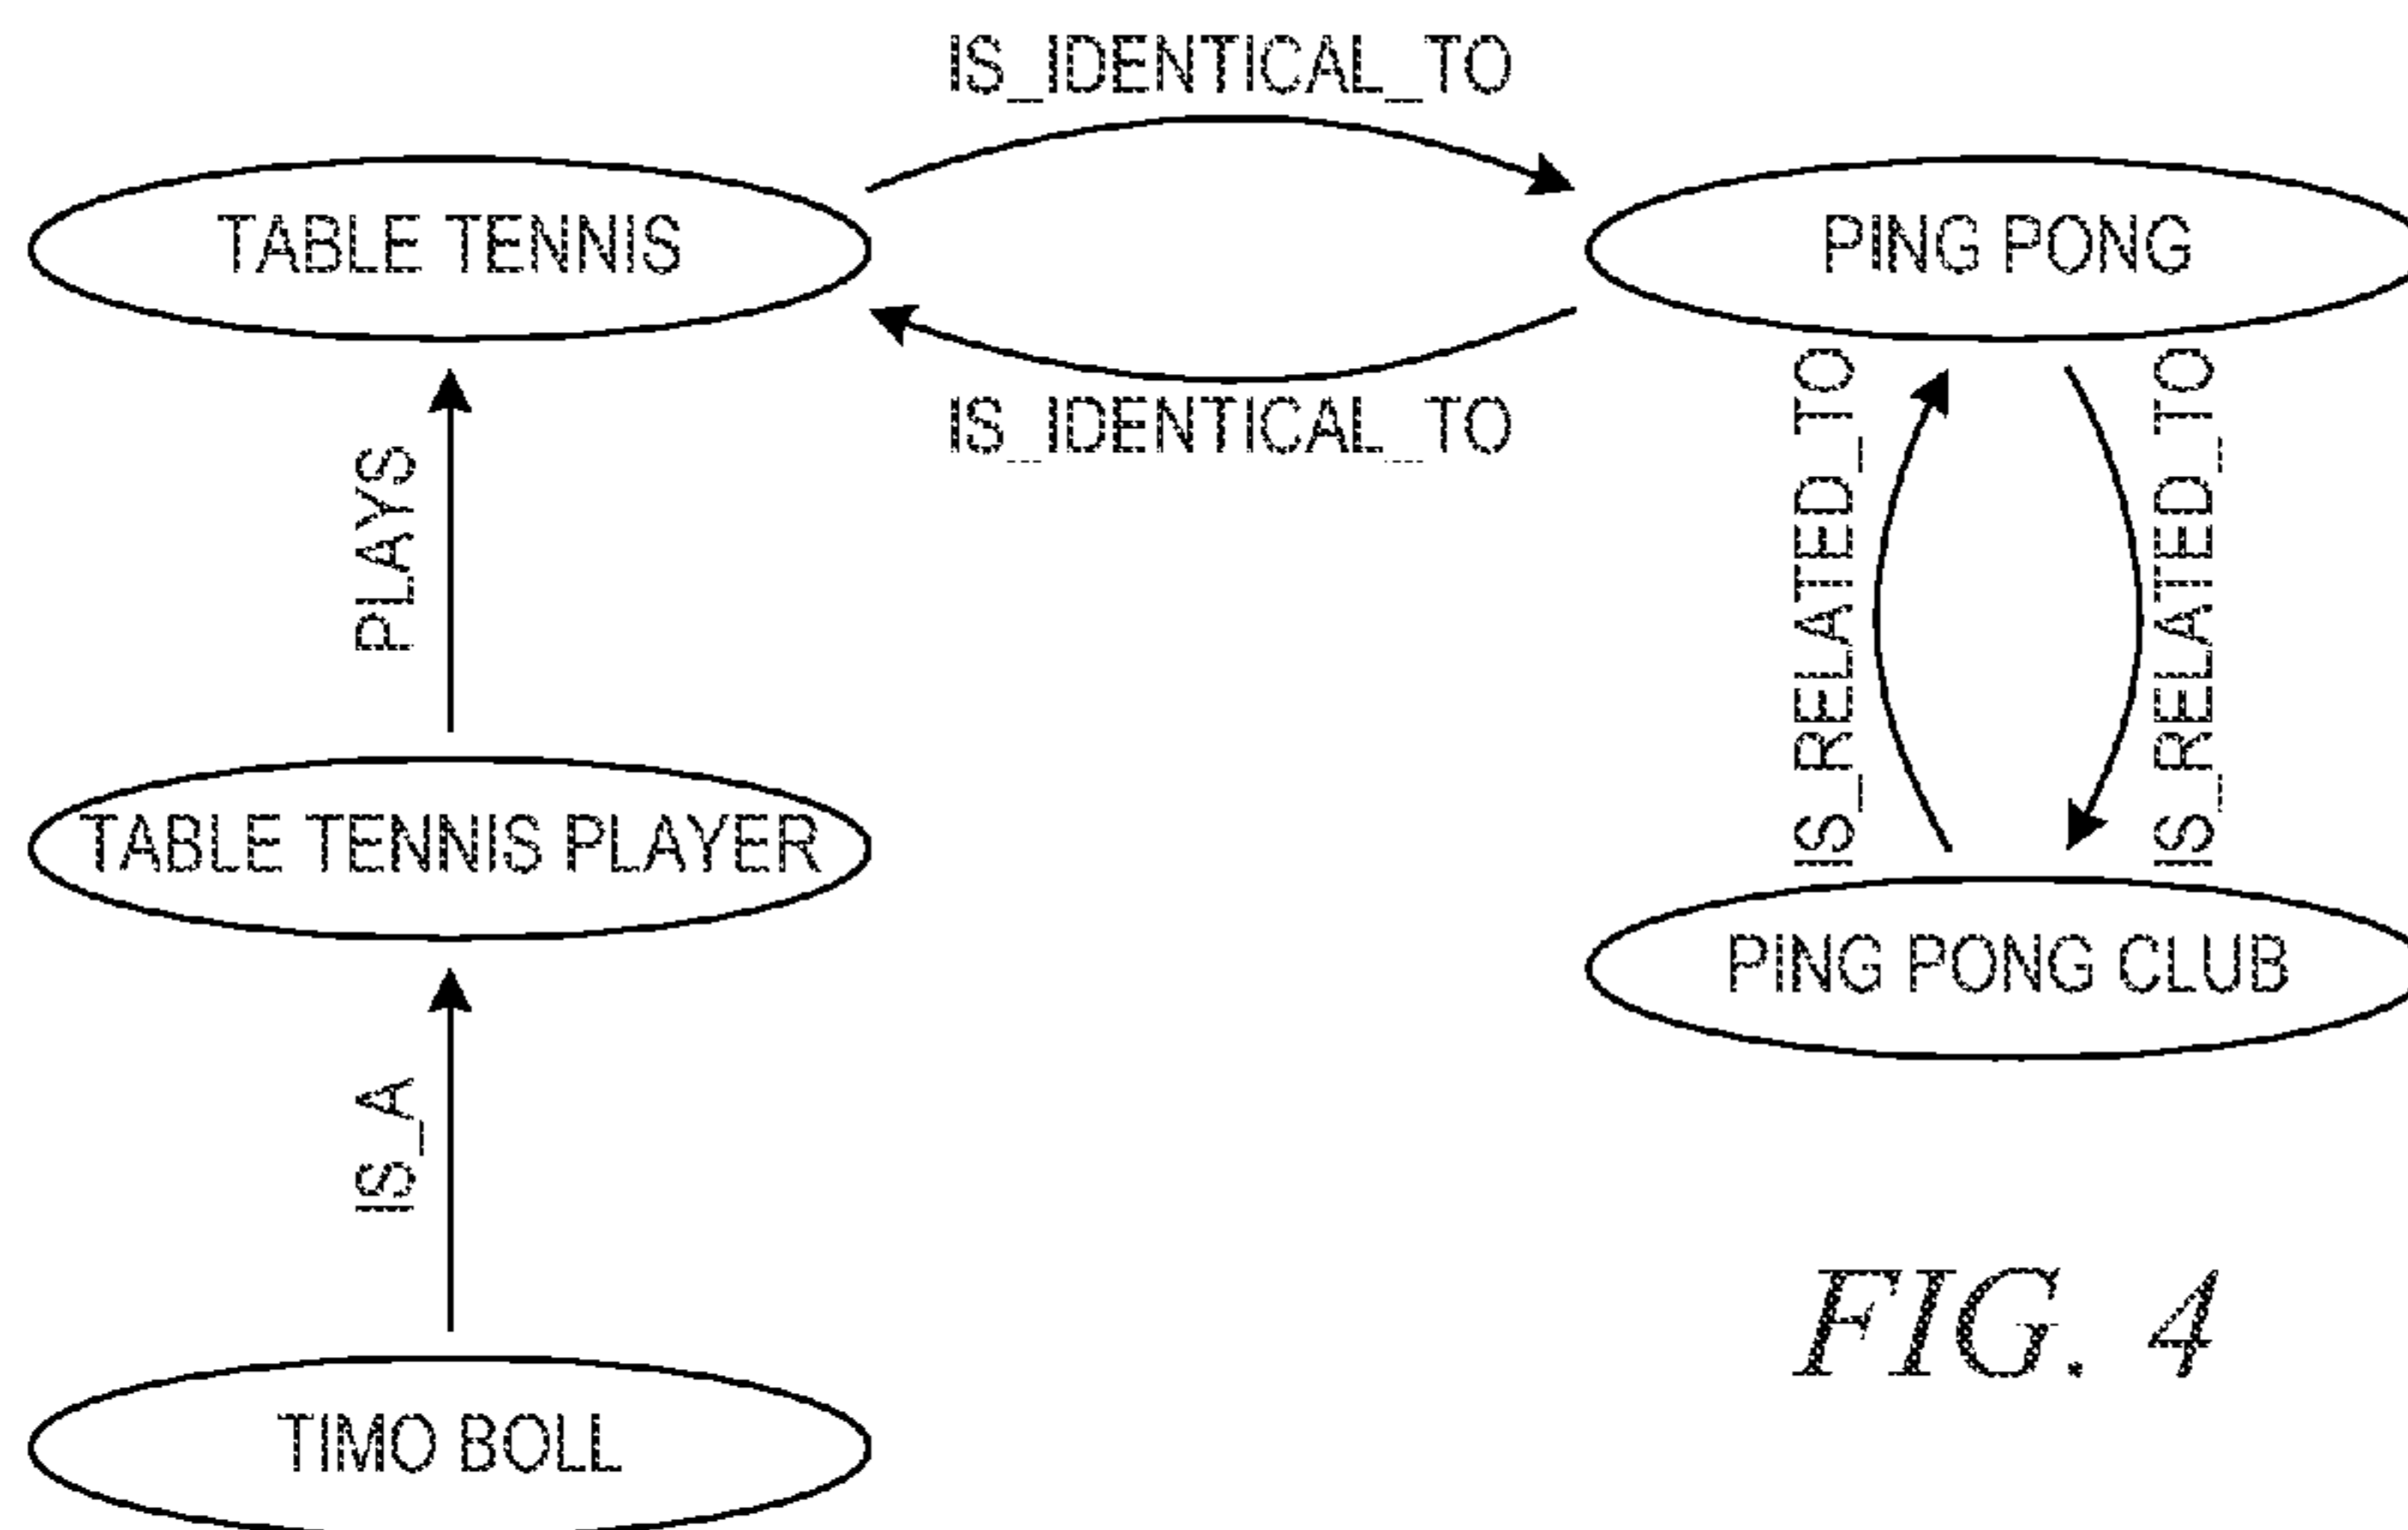 IS_IDENTICAL_TO
TABLE TENNIS
PING PONG
IS_IDENTICAL_TO
PLAYS
IS_RELATED_TO
IS_RELATED_TO
TABLE TENNIS PLAYER
PING PONG CLUB
IS_A
FIG. 4
TIMO BOLL